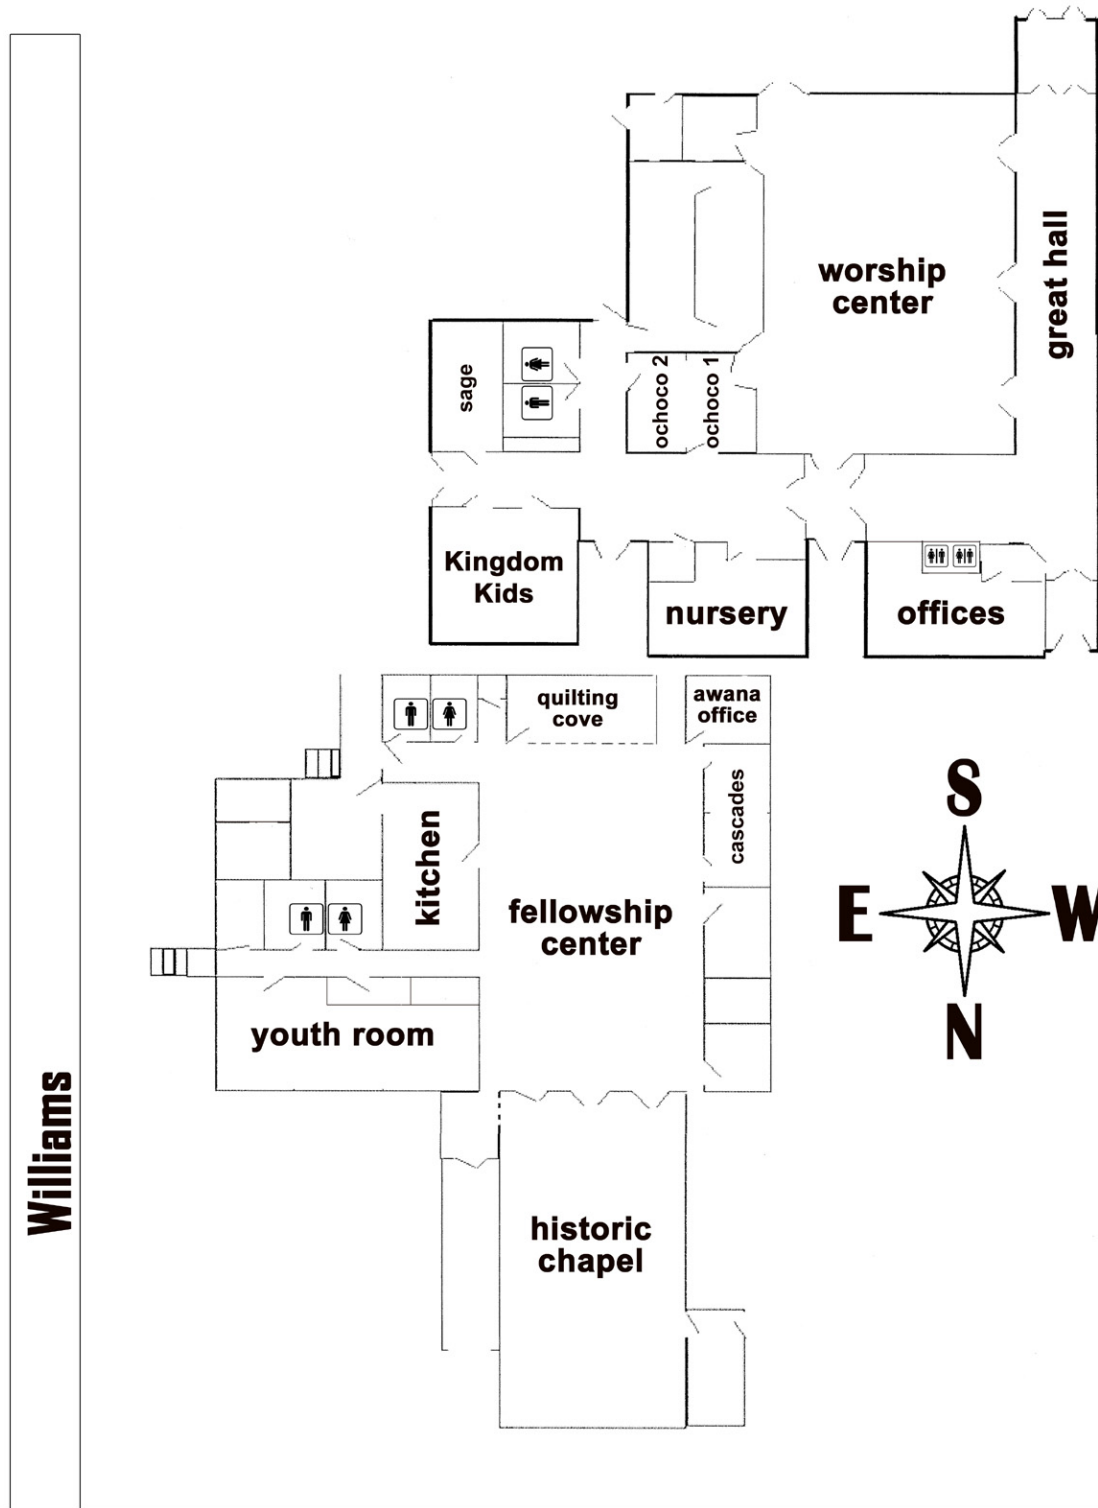 worship
center
great hall
sage
ochoco 2
ochoco 1
Kingdom
Kids
nursery
offices
quilting
cove
awana
office
cascades
kitchen
fellowship
center
youth room
historic
chapel
Williams
S
E
W
N